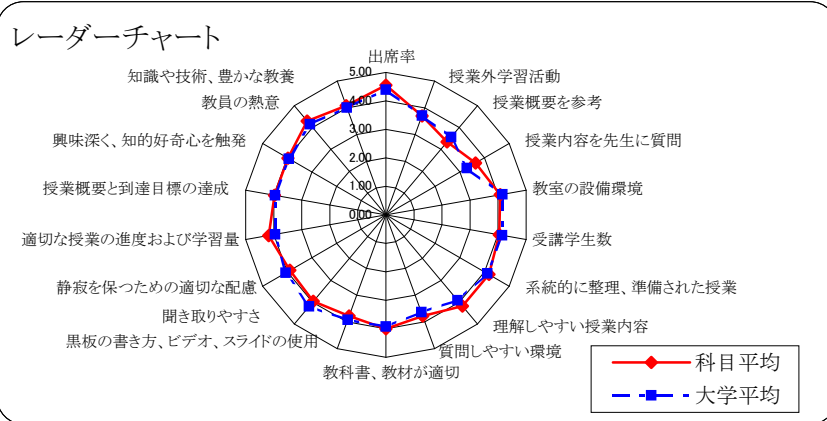 レーダーチャート
出席率
授業外学習活動
授業概要を参考
授業内容を先生に質問
教室の設備環境
受講学生数
系統的に整理、準備された授業
理解しやすい授業内容
質問しやすい環境
教科書、教材が適切
黒板の書き方、ビデオ、スライドの使用
聞き取りやすさ
静寂を保つための適切な配慮
適切な授業の進度および学習量
授業概要と到達目標の達成
興味深く、知的好奇心を触発
教員の熱意
知識や技術、豊かな教養
5.00
4.00
3.00
2.00
1.00
0.00
科目平均
大学平均